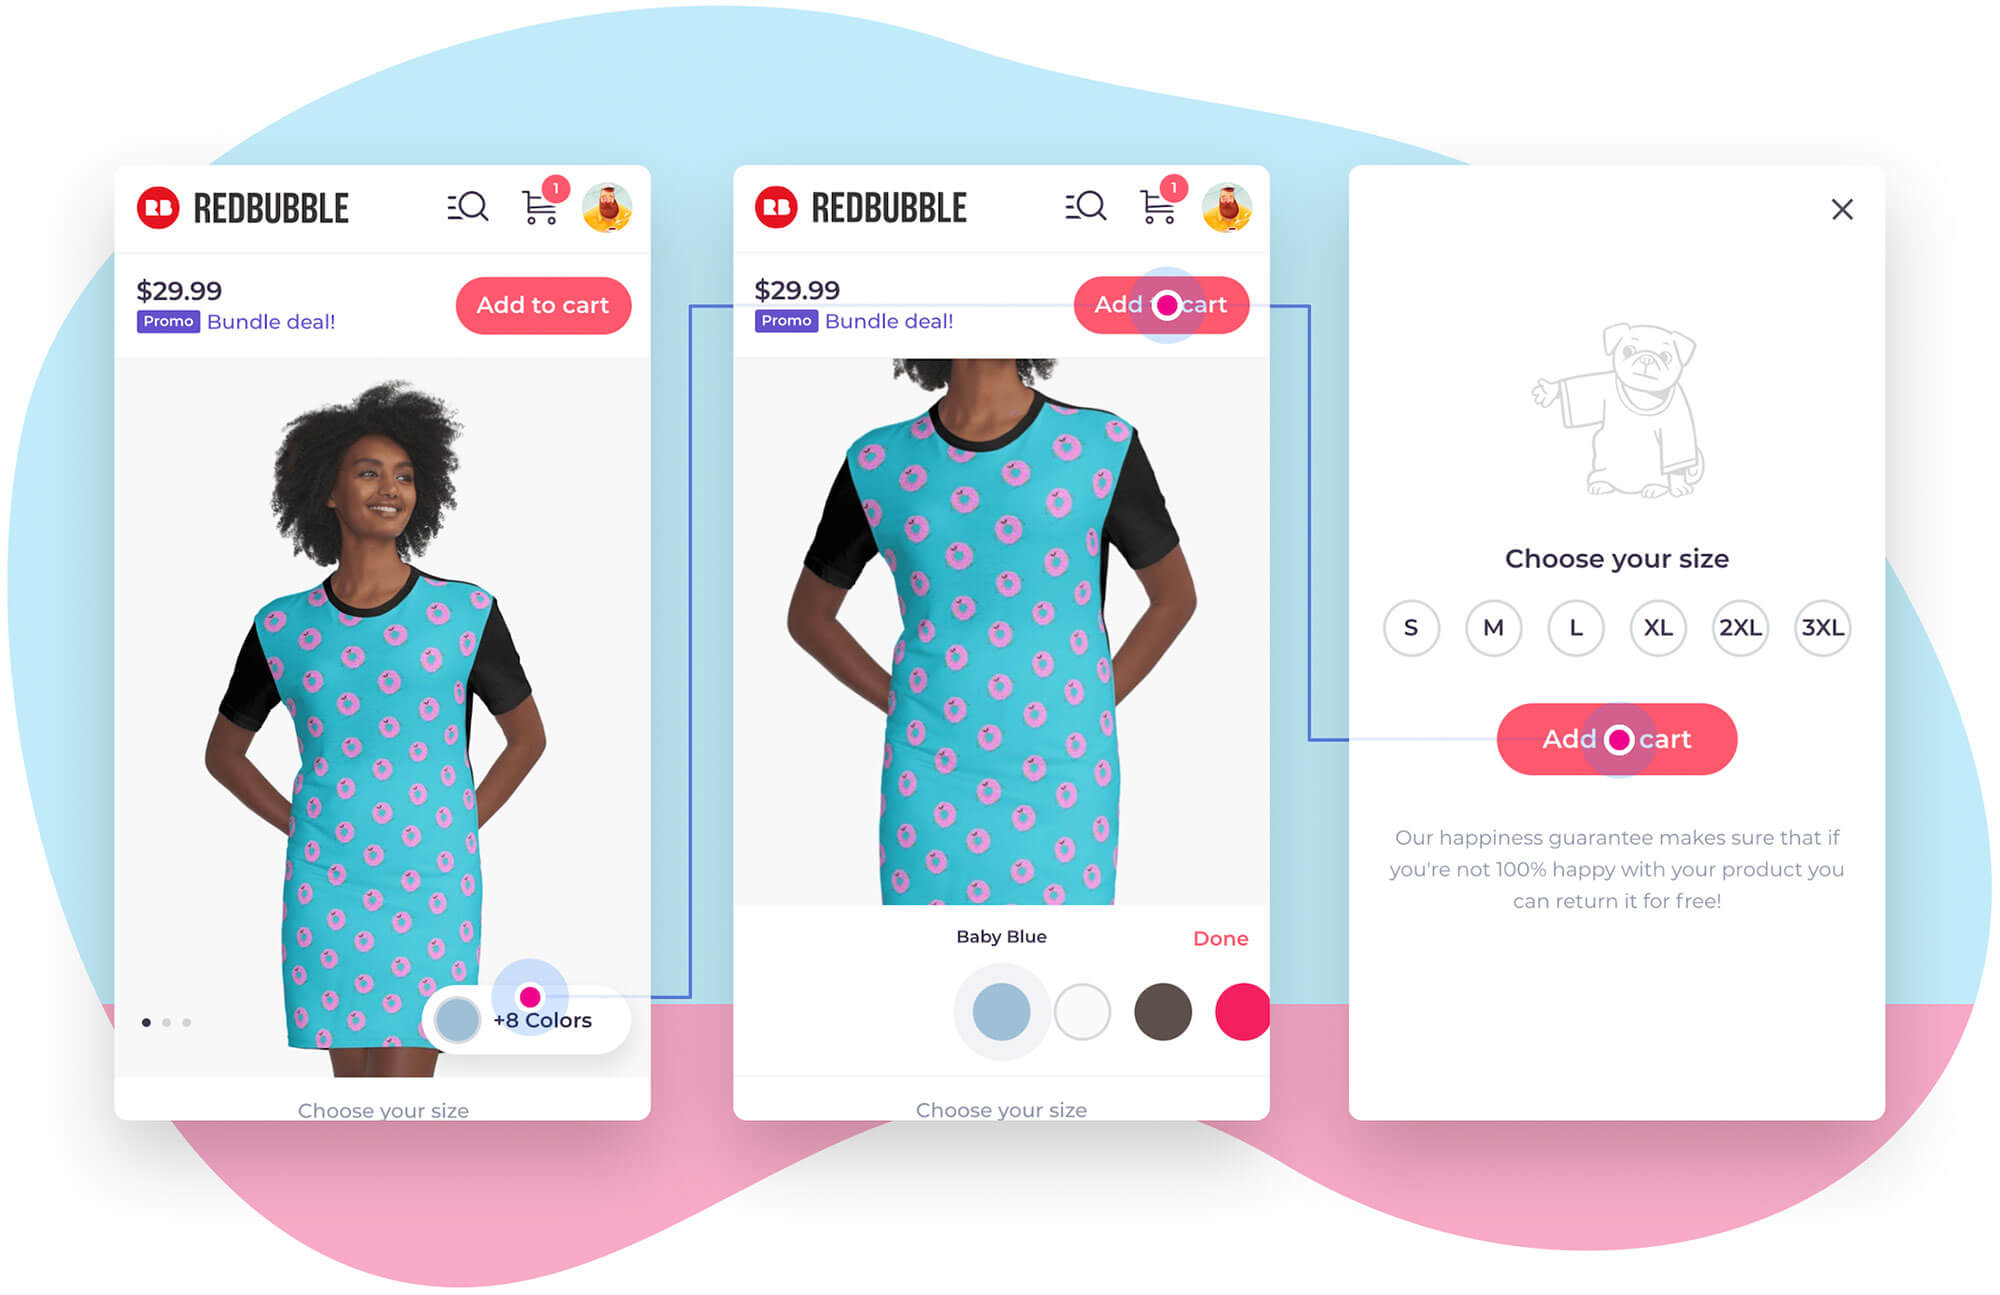 RB REDBUBBLE
1
$29.99
Promo Bundle deal!
Add to cart
+8 Colors
Choose your size
RB REDBUBBLE
1
$29.99
Promo Bundle deal!
Add cart
Baby Blue
Done
Choose your size
Choose your size
S M L XL 2XL 3XL
Add cart
Our happiness guarantee makes sure that if
you're not 100% happy with your product you
can return it for free!